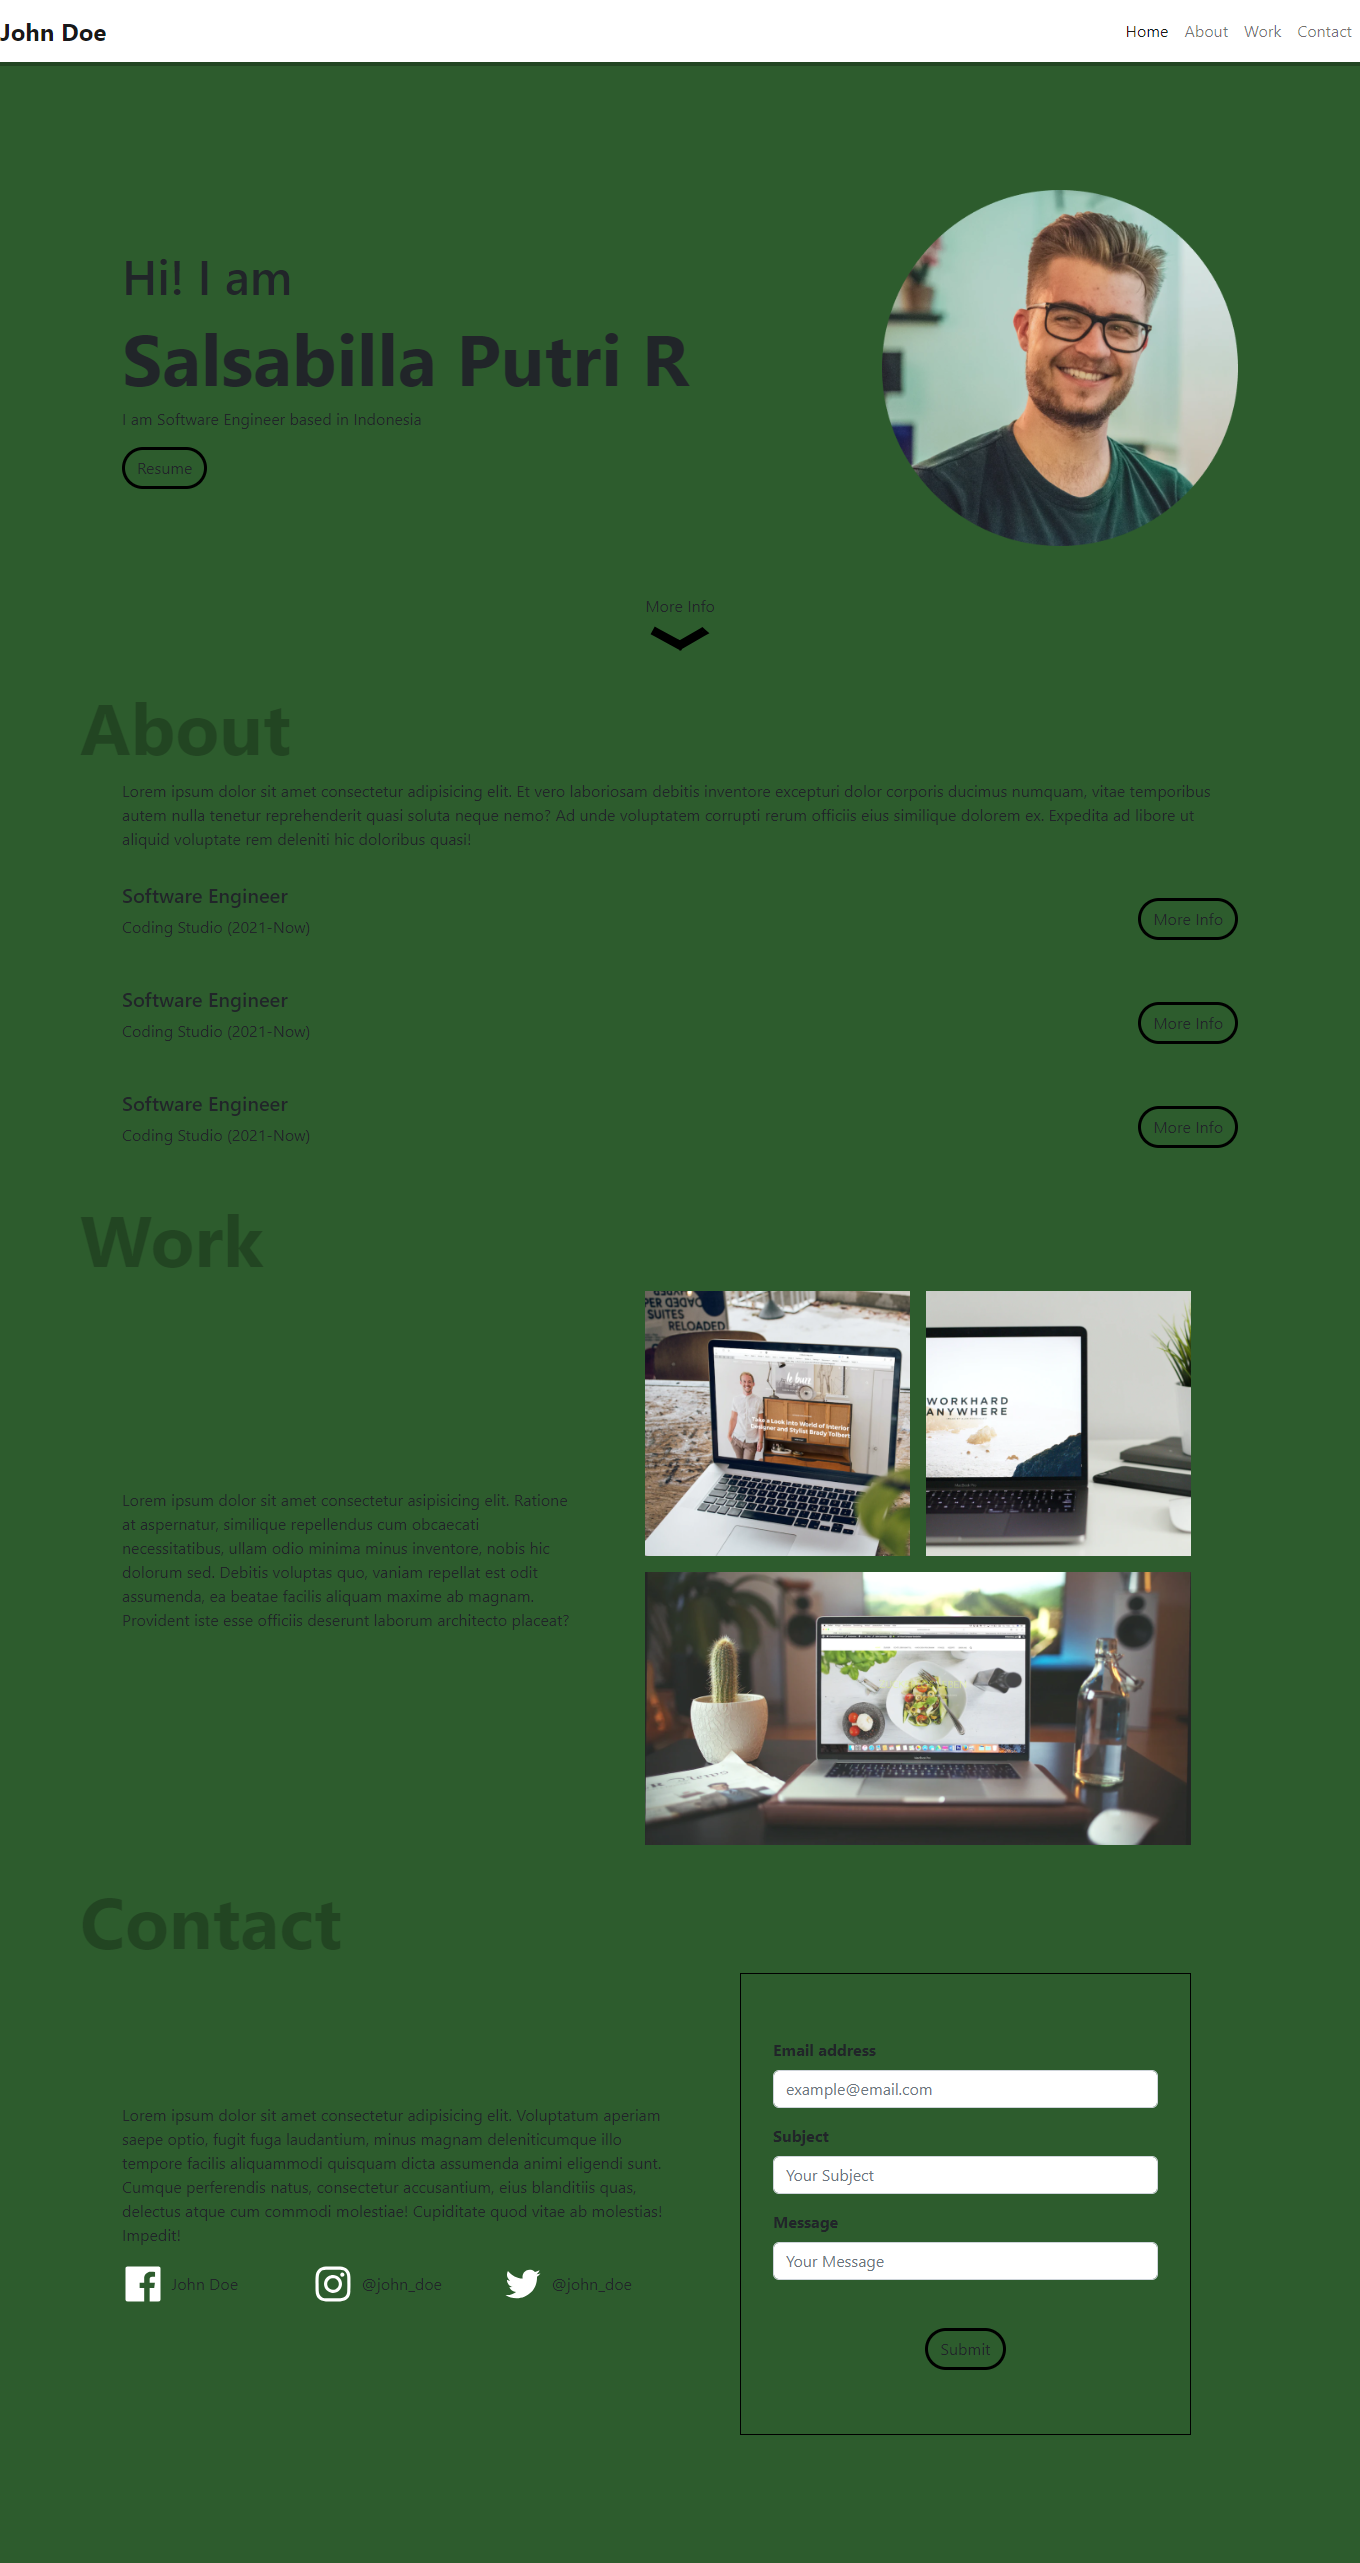 John Doe
Home About Work Contact
Hi! I am
Salsabilla Putri R
I am Software Engineer based in Indonesia
Resume
More Info
About
Lorem ipsum dolor sit amet consectetur adipisicing elit. Et vero laboriosam debitis inventore excepturi dolor corporis ducimus numquam, vitae temporibus
autem nulla tenetur reprehenderit quasi soluta neque nemo? Ad unde voluptatem corrupti rerum officiis eius similique dolorem ex. Expedita ad libore ut
aliquid voluptate rem deleniti hic doloribus quasi!
Software Engineer
Coding Studio (2021-Now)
More Info
Software Engineer
Coding Studio (2021-Now)
More Info
Software Engineer
Coding Studio (2021-Now)
More Info
Work
SUITES
RELOADED
Take a Look into World of Interior
Designer and Stylist Brady Tolbert
WORKHARD
ANYWHERE
Lorem ipsum dolor sit amet consectetur asipisicing elit. Ratione
at aspernatur, similique repellendus cum obcaecati
necessitatibus, ullam odio minima minus inventore, nobis hic
dolorum sed. Debitis voluptas quo, vaniam repellat est odit
assumenda, ea beatae facilis aliquam maxime ab magnam.
Provident iste esse officiis deserunt laborum architecto placeat?
Contact
Lorem ipsum dolor sit amet consectetur adipisicing elit. Voluptatum aperiam
saepe optio, fugit fuga laudantium, minus magnam deleniticumque illo
tempore facilis aliquammodi quisquam dicta assumenda animi eligendi sunt.
Cumque perferendis natus, consectetur accusantium, eius blanditiis quas,
delectus atque cum commodi molestiae! Cupiditate quod vitae ab molestias!
Impedit!
John Doe
@john_doe
@john_doe
Email address
example@email.com
Subject
Your Subject
Message
Your Message
Submit